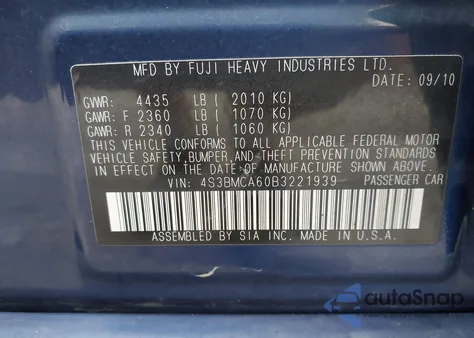 MFD BY FUJI HEAVY INDUSTRIES LTD.
DATE: 09/10
GVWR: 4435 LB ( 2010 KG)
GAWR: F 2360 LB ( 1070 KG)
GAWR: R 2340 LB ( 1060 KG)
THIS VEHICLE CONFORMS TO ALL APPLICABLE FEDERAL MOTOR
VEHICLE SAFETY, BUMPER, AND THEFT PREVENTION STANDARDS
IN EFFECT ON THE DATE OF MANUFACTURE SHOWN ABOVE.
VIN: 4S3BMCA60B3221939 PASSENGER CAR
ASSEMBLED BY SIA INC. MADE IN U.S.A.
autoSnap